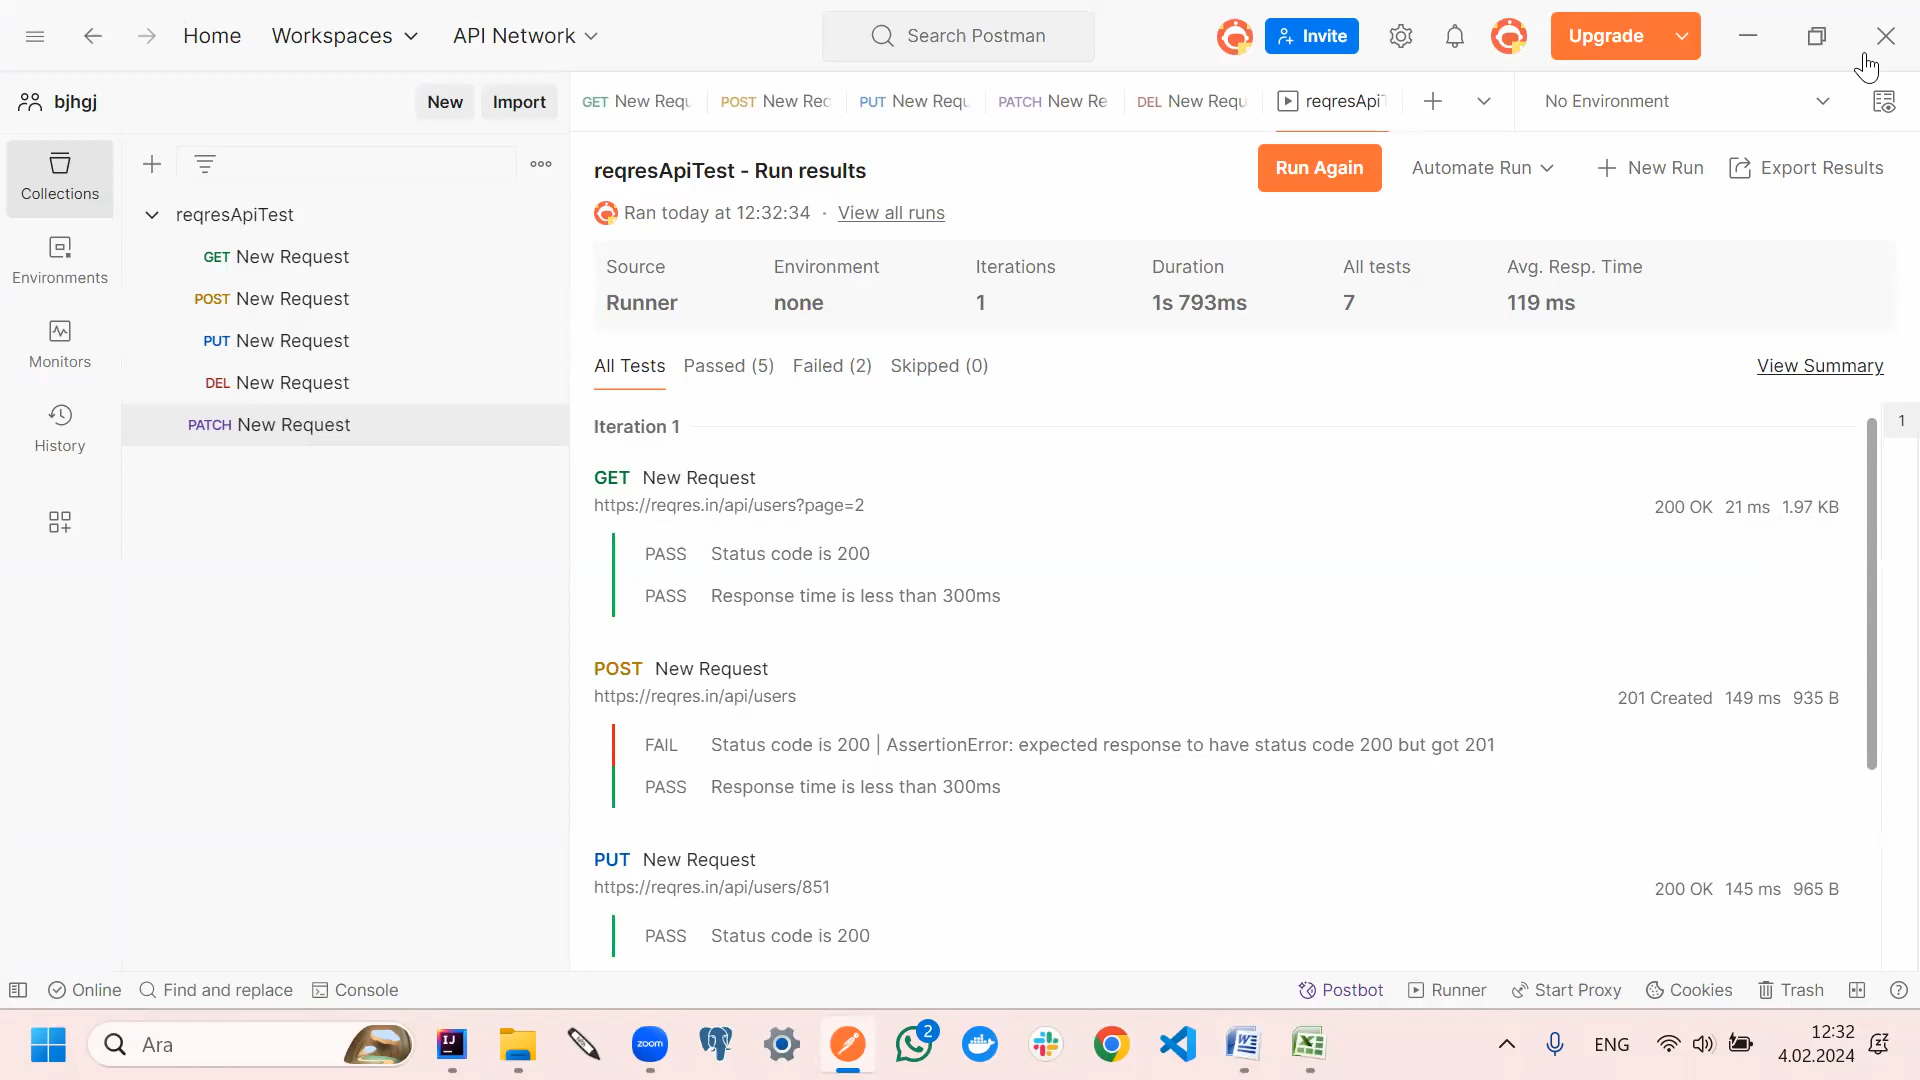 Home Workspaces API Network Search Postman Invite Upgrade
bjhgj New Import GET New Requ POST New Rec PUT New Requ PATCH New Re DEL New Requ reqresApiT No Environment
Collections
Environments
Monitors
History
reqresApiTest
GET New Request
POST New Request
PUT New Request
DEL New Request
PATCH New Request
reqresApiTest - Run results Run Again Automate Run New Run Export Results
Ran today at 12:32:34 · View all runs
Source Environment Iterations Duration All tests Avg. Resp. Time
Runner none 1 1s 793ms 7 119 ms
All Tests Passed (5) Failed (2) Skipped (0) View Summary
Iteration 1 1
GET New Request
https://reqres.in/api/users?page=2 200 OK 21 ms 1.97 KB
PASS Status code is 200
PASS Response time is less than 300ms
POST New Request
https://reqres.in/api/users 201 Created 149 ms 935 B
FAIL Status code is 200 | AssertionError: expected response to have status code 200 but got 201
PASS Response time is less than 300ms
PUT New Request
https://reqres.in/api/users/851 200 OK 145 ms 965 B
PASS Status code is 200
Online Find and replace Console Postbot Runner Start Proxy Cookies Trash
Ara IJ zoom 2 ENG 12:32
4.02.2024